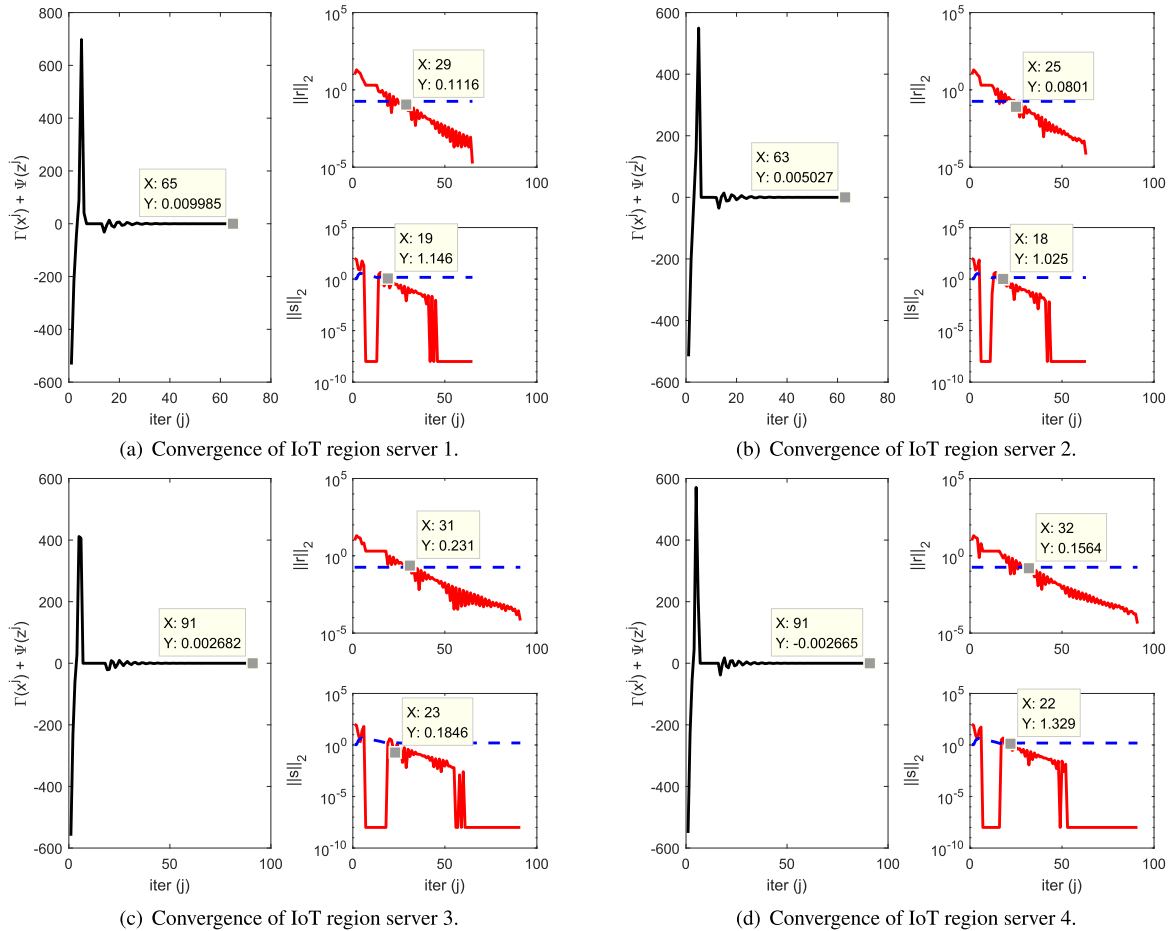 800
600
400
200
0
-200
-400
-600
Γ(x^j) + Ψ(z^j)
X: 65
Y: 0.009985
0 20 40 60 80
iter (j)
10^5
10^0
10^-5
||r||_2
X: 29
Y: 0.1116
0 50 100
10^5
10^0
10^-5
10^-10
||s||_2
X: 19
Y: 1.146
0 50 100
iter (j)
(a) Convergence of IoT region server 1.
600
400
200
0
-200
-400
-600
Γ(x^j) + Ψ(z^j)
X: 63
Y: 0.005027
0 20 40 60 80
iter (j)
10^5
10^0
10^-5
||r||_2
X: 25
Y: 0.0801
0 50 100
10^5
10^0
10^-5
10^-10
||s||_2
X: 18
Y: 1.025
0 50 100
iter (j)
(b) Convergence of IoT region server 2.
600
400
200
0
-200
-400
-600
Γ(x^j) + Ψ(z^j)
X: 91
Y: 0.002682
0 50 100
iter (j)
10^5
10^0
10^-5
||r||_2
X: 31
Y: 0.231
0 50 100
10^5
10^0
10^-5
10^-10
||s||_2
X: 23
Y: 0.1846
0 50 100
iter (j)
(c) Convergence of IoT region server 3.
600
400
200
0
-200
-400
-600
Γ(x^j) + Ψ(z^j)
X: 91
Y: -0.002665
0 50 100
iter (j)
10^5
10^0
10^-5
||r||_2
X: 32
Y: 0.1564
0 50 100
10^5
10^0
10^-5
10^-10
||s||_2
X: 22
Y: 1.329
0 50 100
iter (j)
(d) Convergence of IoT region server 4.